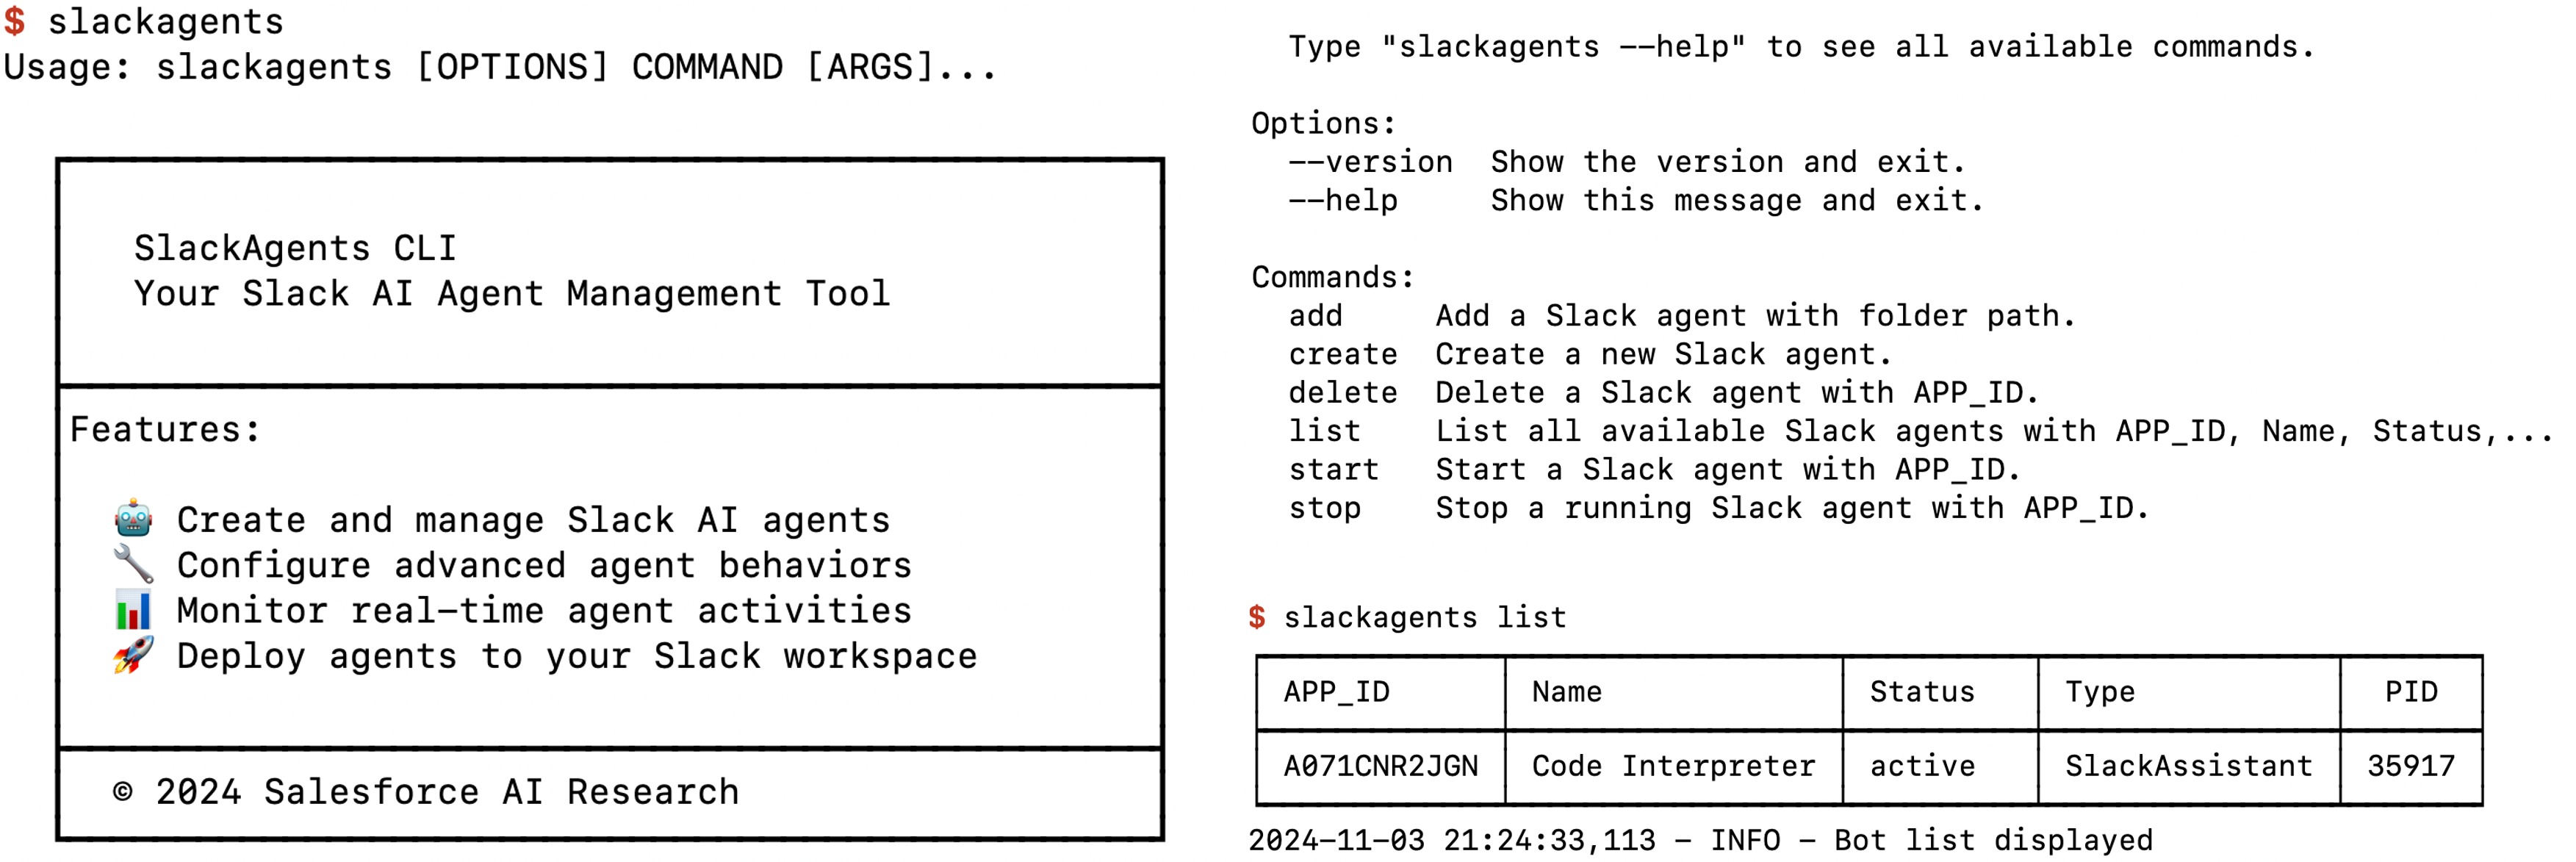 $ slackagents
Usage: slackagents [OPTIONS] COMMAND [ARGS]...
SlackAgents CLI
Your Slack AI Agent Management Tool
Features:
🤖 Create and manage Slack AI agents
🔧 Configure advanced agent behaviors
📊 Monitor real-time agent activities
🚀 Deploy agents to your Slack workspace
© 2024 Salesforce AI Research
Type "slackagents --help" to see all available commands.
Options:
--version  Show the version and exit.
--help     Show this message and exit.
Commands:
add     Add a Slack agent with folder path.
create  Create a new Slack agent.
delete  Delete a Slack agent with APP_ID.
list    List all available Slack agents with APP_ID, Name, Status,...
start   Start a Slack agent with APP_ID.
stop    Stop a running Slack agent with APP_ID.
$ slackagents list
APP_ID Name Status Type PID
A071CNR2JGN Code Interpreter active SlackAssistant 35917
2024-11-03 21:24:33,113 - INFO - Bot list displayed